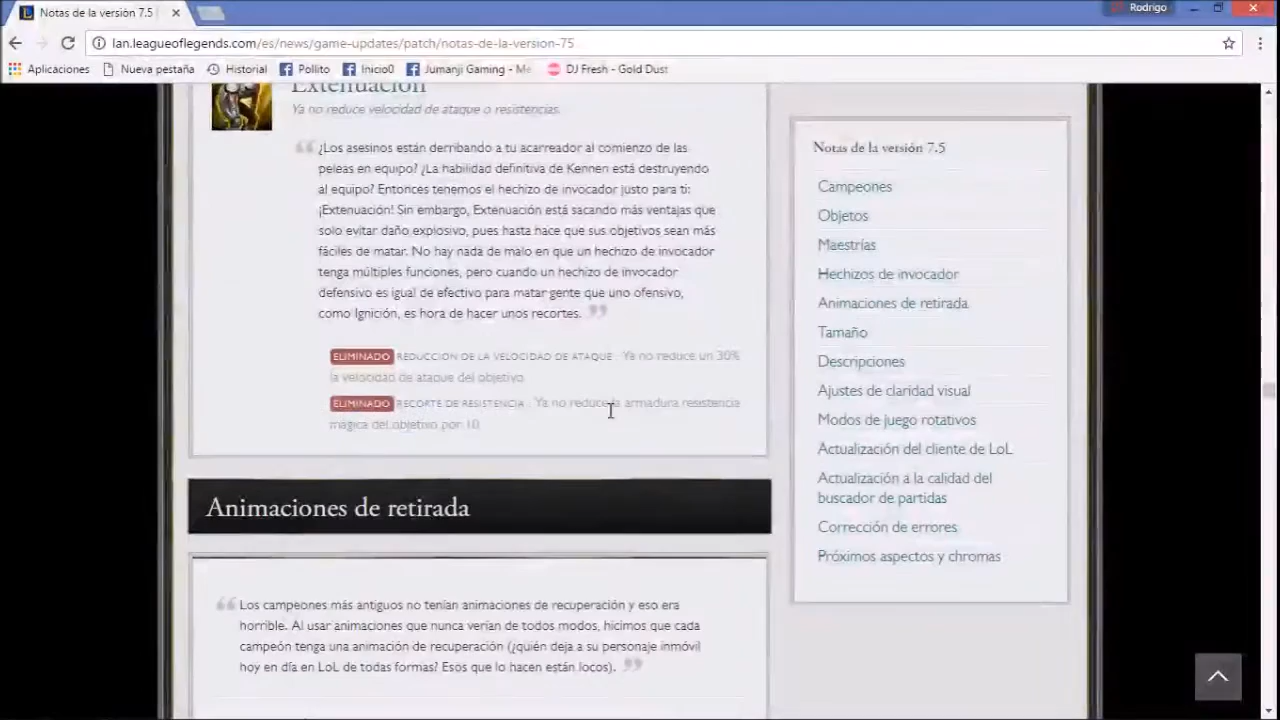 Notas de la versión 7.5
Rodrigo
lan.leagueoflegends.com/es/news/game-updates/patch/notas-de-la-version-75
Aplicaciones
Nueva pestaña
Historial
Pollito
Inicio0
Jumanji Gaming - Me
DJ Fresh - Gold Dust
Extenuación
Ya no reduce velocidad de ataque o resistencias.
¿Los asesinos están derribando a tu acarreador al comienzo de las
peleas en equipo? ¿La habilidad definitiva de Kennen está destruyendo
al equipo? Entonces tenemos el hechizo de invocador justo para ti:
¡Extenuación! Sin embargo, Extenuación está sacando más ventajas que
solo evitar daño explosivo, pues hasta hace que sus objetivos sean más
fáciles de matar. No hay nada de malo en que un hechizo de invocador
tenga múltiples funciones, pero cuando un hechizo de invocador
defensivo es igual de efectivo para matar gente que uno ofensivo,
como Ignición, es hora de hacer unos recortes.
ELIMINADO REDUCCIÓN DE LA VELOCIDAD DE ATAQUE : Ya no reduce un 30%
la velocidad de ataque del objetivo
ELIMINADO RECORTE DE RESISTENCIA : Ya no reduce la armadura resistencia
mágica del objetivo por 10
Animaciones de retirada
Los campeones más antiguos no tenían animaciones de recuperación y eso era
horrible. Al usar animaciones que nunca verían de todos modos, hicimos que cada
campeón tenga una animación de recuperación (¿quién deja a su personaje inmóvil
hoy en día en LoL de todas formas? Esos que lo hacen están locos).
Notas de la versión 7.5
Campeones
Objetos
Maestrías
Hechizos de invocador
Animaciones de retirada
Tamaño
Descripciones
Ajustes de claridad visual
Modos de juego rotativos
Actualización del cliente de LoL
Actualización a la calidad del
buscador de partidas
Corrección de errores
Próximos aspectos y chromas